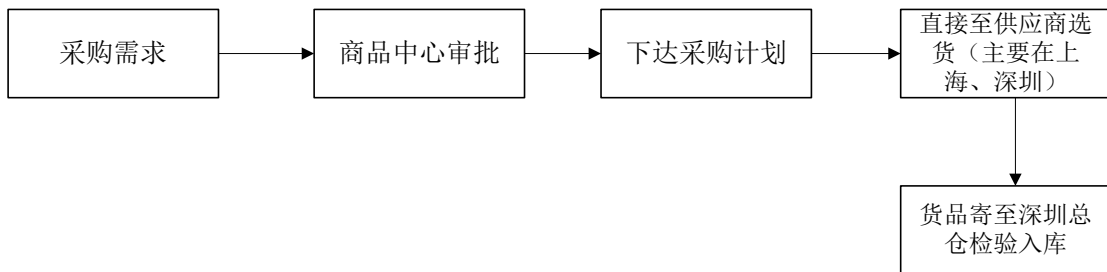 采购需求
商品中心审批
下达采购计划
直接至供应商选
货（主要在上
海、深圳）
货品寄至深圳总
仓检验入库